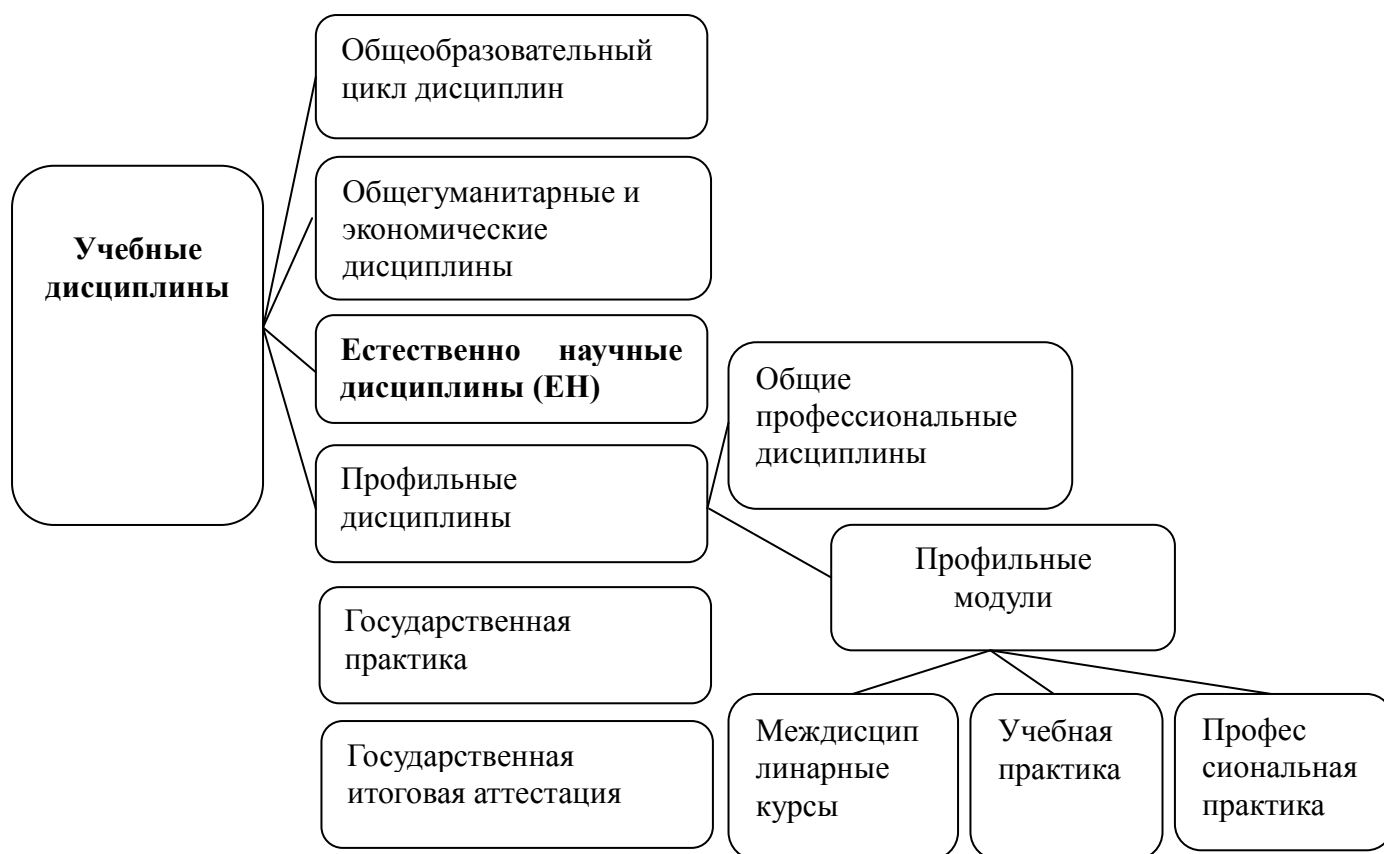 Общеобразовательный
цикл дисциплин
Общегуманитарные и
экономические
дисциплины
Учебные
дисциплины
Естественно научные
дисциплины (ЕН)
Общие
профессиональные
дисциплины
Профильные
дисциплины
Профильные
модули
Государственная
практика
Государственная
итоговая аттестация
Междисцип
линарные
курсы
Учебная
практика
Профес
сиональная
практика